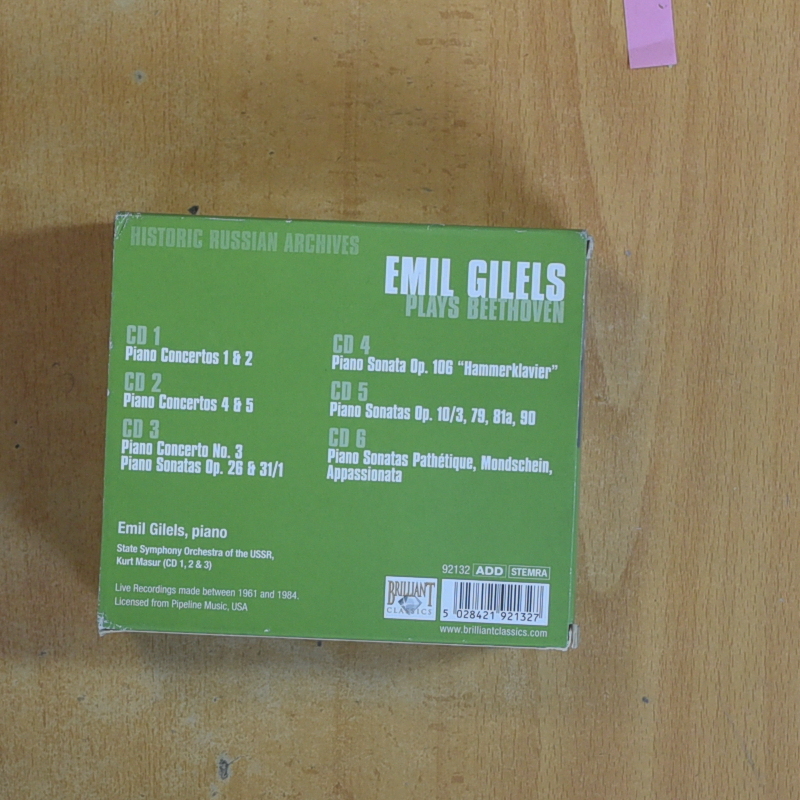 HISTORIC RUSSIAN ARCHIVES
EMIL GILELS
PLAYS BEETHOVEN
CD 1
Piano Concertos 1 & 2
CD 2
Piano Concertos 4 & 5
CD 3
Piano Concerto No. 3
Piano Sonatas Op. 26 & 31/1
CD 4
Piano Sonata Op. 106 “Hammerklavier”
CD 5
Piano Sonatas Op. 10/3, 79, 81a, 90
CD 6
Piano Sonatas Pathétique, Mondschein,
Appassionata
Emil Gilels, piano
State Symphony Orchestra of the USSR,
Kurt Masur (CD 1, 2 & 3)
Live Recordings made between 1961 and 1984.
Licensed from Pipeline Music, USA
92132 ADD STEMRA
BRILLIANT
CLASSICS
5 028421 921327
www.brilliantclassics.com